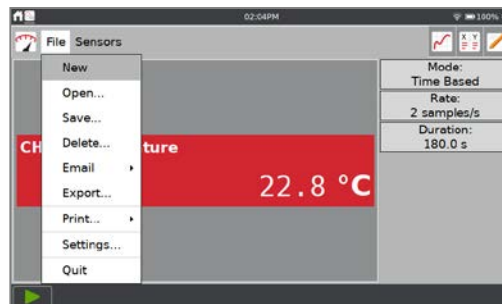 02:04PM
100%
File Sensors
X Y
New
Open...
Save...
Delete...
Email
Export...
Print...
Settings...
Quit
CH
ture
22.8 °C
Mode:
Time Based
Rate:
2 samples/s
Duration:
180.0 s